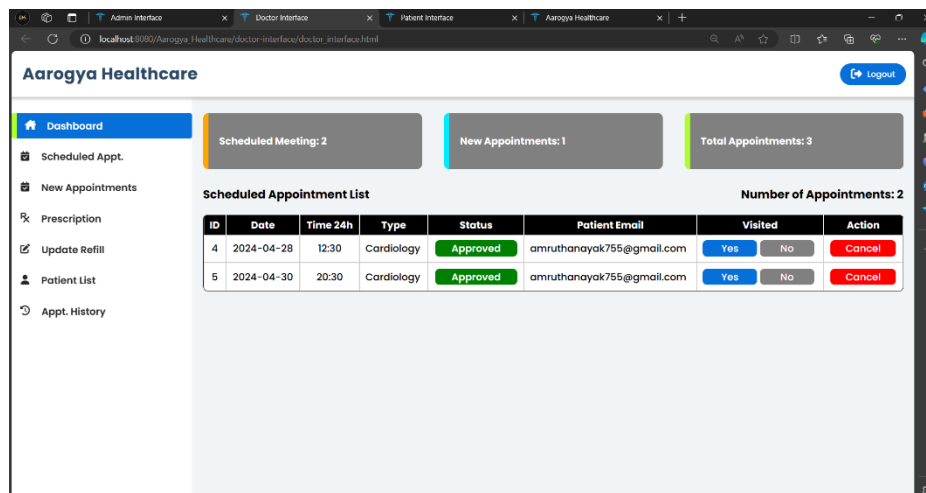 Admin Interface Doctor Interface Patient Interface Aarogya Healthcare
localhost:8080/Aarogya_Healthcare/doctor-interface/doctor_interface.html
Aarogya Healthcare Logout
Dashboard
Scheduled Appt.
New Appointments
Prescription
Update Refill
Patient List
Appt. History
Scheduled Meeting: 2 New Appointments: 1 Total Appointments: 3
Scheduled Appointment List Number of Appointments: 2
ID Date Time 24h Type Status Patient Email Visited Action
4 2024-04-28 12:30 Cardiology Approved amruthanayak755@gmail.com Yes No Cancel
5 2024-04-30 20:30 Cardiology Approved amruthanayak755@gmail.com Yes No Cancel